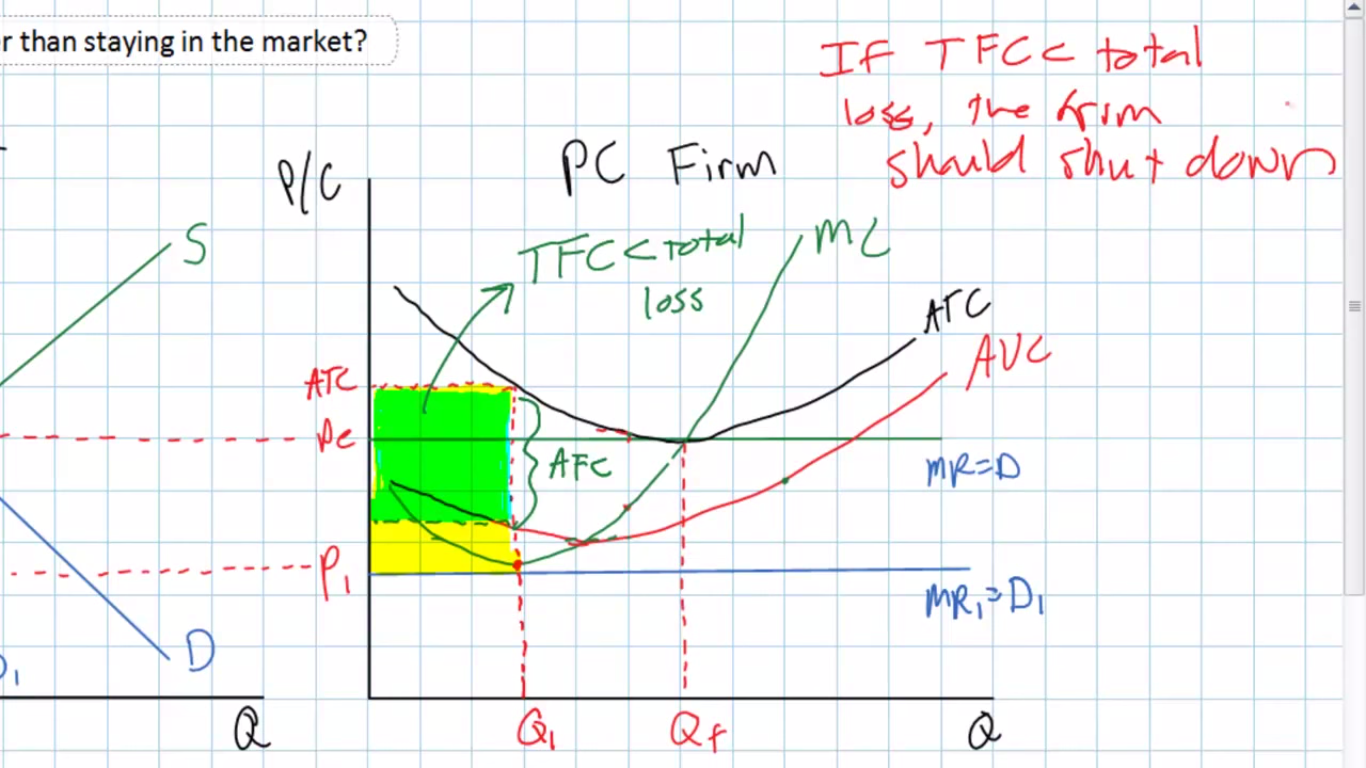 r than staying in the market?
IF TFC < total
loss, the firm
should shut down
PC Firm
P/C
S
TFC < total
loss
MC
ATC
AVC
ATC
Pe
AFC
MR=D
P₁
MR₁=D₁
D
D₁
Q
Q₁
Qf
Q